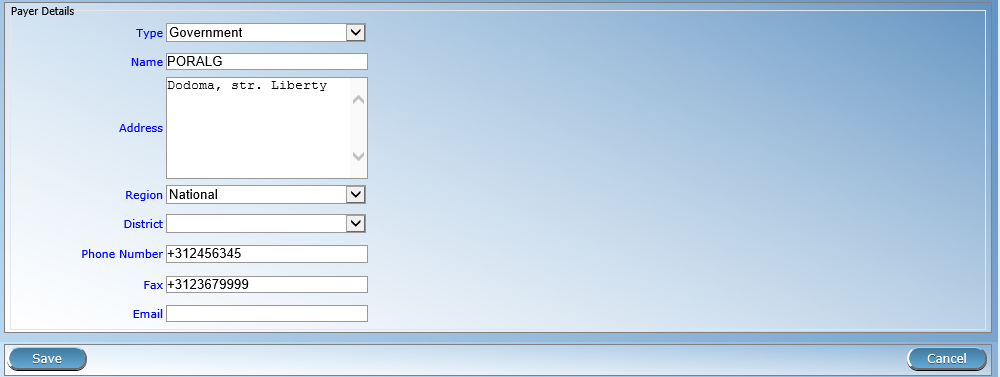 Payer Details
Type Government
Name PORALG
Address Dodoma, str. Liberty
Region National
District
Phone Number +312456345
Fax +3123679999
Email
Save Cancel